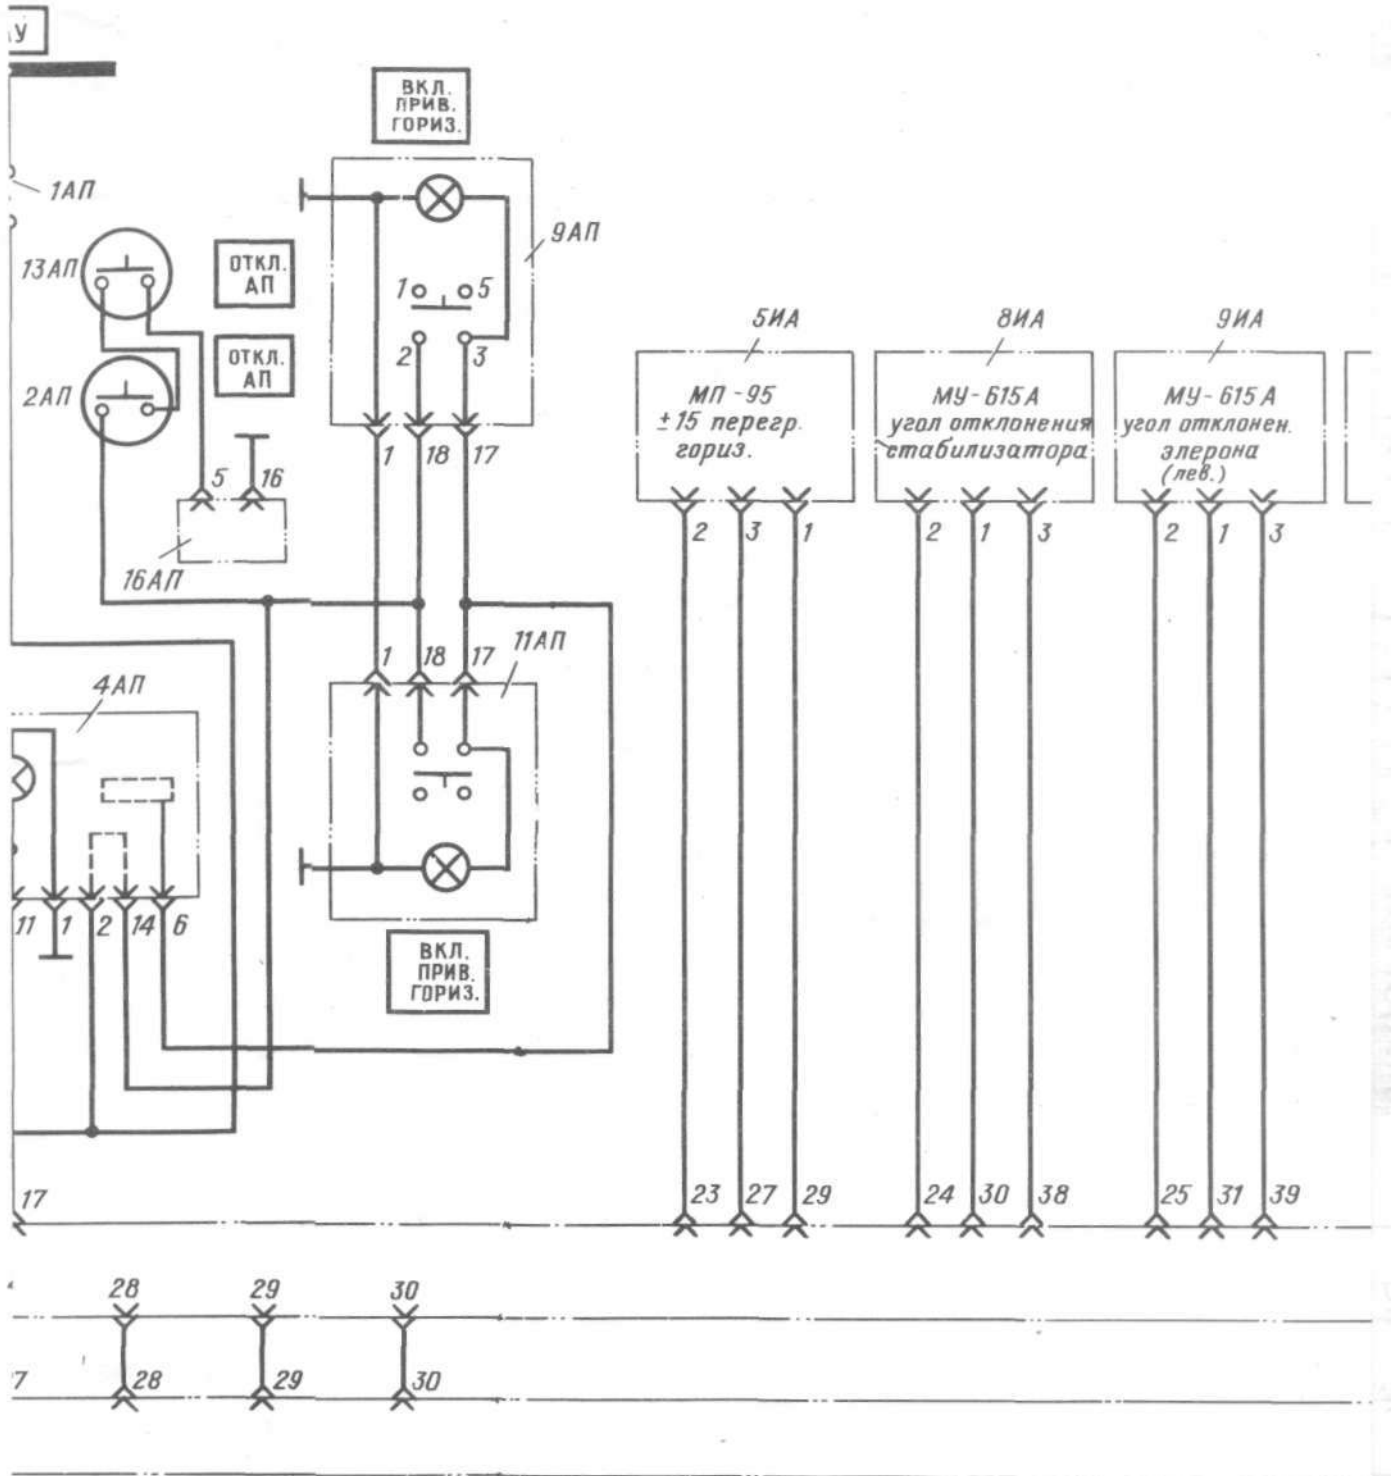 ВКЛ.
ПРИВ.
ГОРИЗ.
1АП
13АП
ОТКЛ.
АП
9АП
1 5
2 3
2АП
ОТКЛ.
АП
5ИА 8ИА 9ИА
МП-95
±15 перегр.
гориз.
МУ-615А
угол отклонения
стабилизатора
МУ-615А
угол отклонен.
элерона
(лев.)
1 18 17
5 16
2 3 1 2 1 3 2 1 3
16АП
1 18 17
11АП
4АП
11 1 2 14 6
ВКЛ.
ПРИВ.
ГОРИЗ.
17
23 27 29 24 30 38 25 31 39
28 29 30
28 29 30